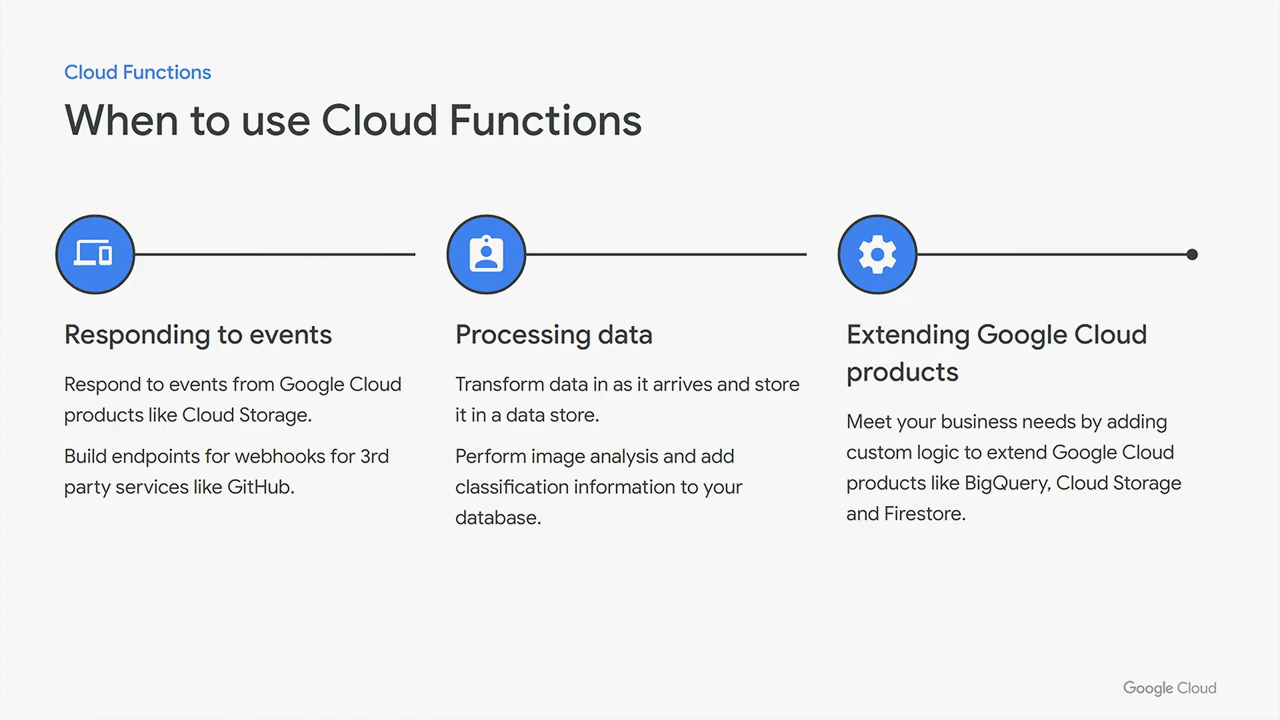 Cloud Functions
When to use Cloud Functions
Responding to events
Respond to events from Google Cloud
products like Cloud Storage.
Build endpoints for webhooks for 3rd
party services like GitHub.
Processing data
Transform data in as it arrives and store
it in a data store.
Perform image analysis and add
classification information to your
database.
Extending Google Cloud
products
Meet your business needs by adding
custom logic to extend Google Cloud
products like BigQuery, Cloud Storage
and Firestore.
Google Cloud